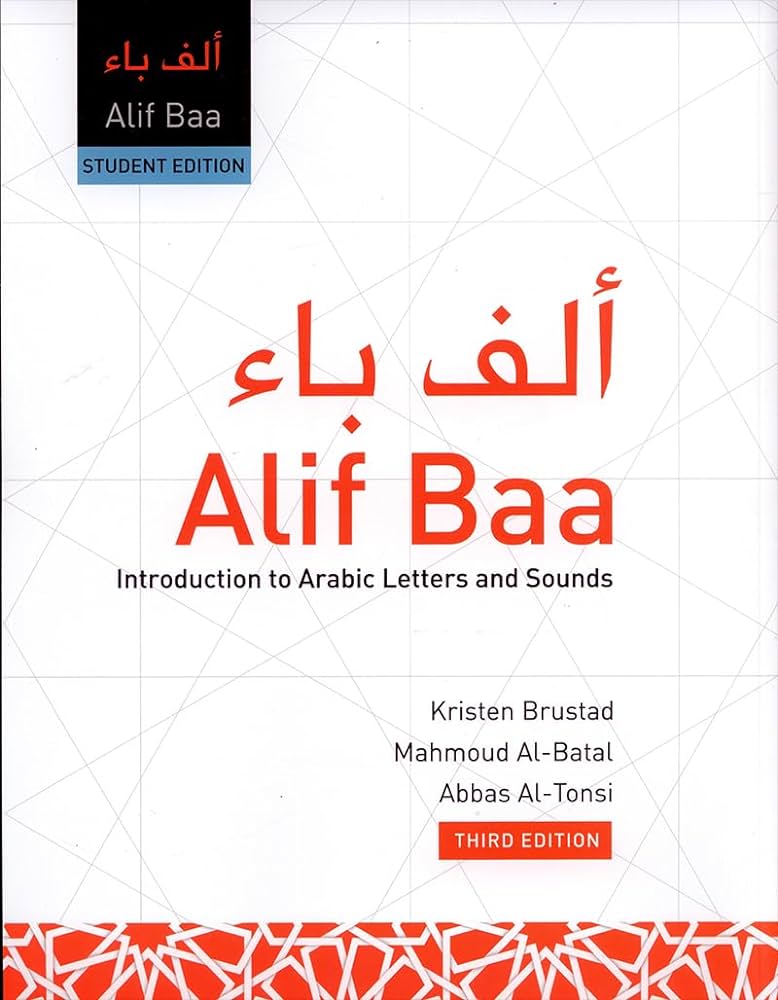 ألف باء
Alif Baa
STUDENT EDITION
ألف باء
Alif Baa
Introduction to Arabic Letters and Sounds
Kristen Brustad
Mahmoud Al-Batal
Abbas Al-Tonsi
THIRD EDITION